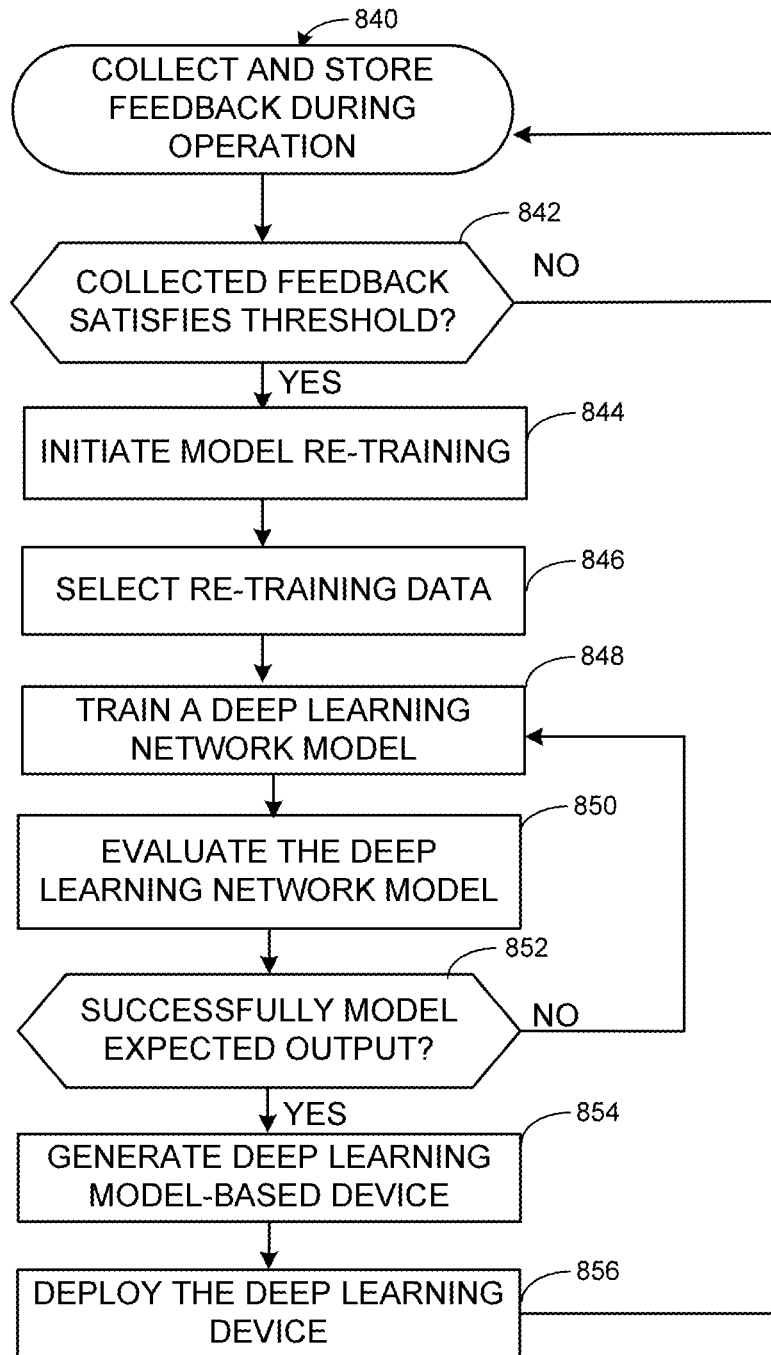 840
COLLECT AND STORE
FEEDBACK DURING
OPERATION
842
COLLECTED FEEDBACK
SATISFIES THRESHOLD?
NO
YES
844
INITIATE MODEL RE-TRAINING
846
SELECT RE-TRAINING DATA
848
TRAIN A DEEP LEARNING
NETWORK MODEL
850
EVALUATE THE DEEP
LEARNING NETWORK MODEL
852
SUCCESSFULLY MODEL
EXPECTED OUTPUT?
NO
YES
854
GENERATE DEEP LEARNING
MODEL-BASED DEVICE
856
DEPLOY THE DEEP LEARNING
DEVICE